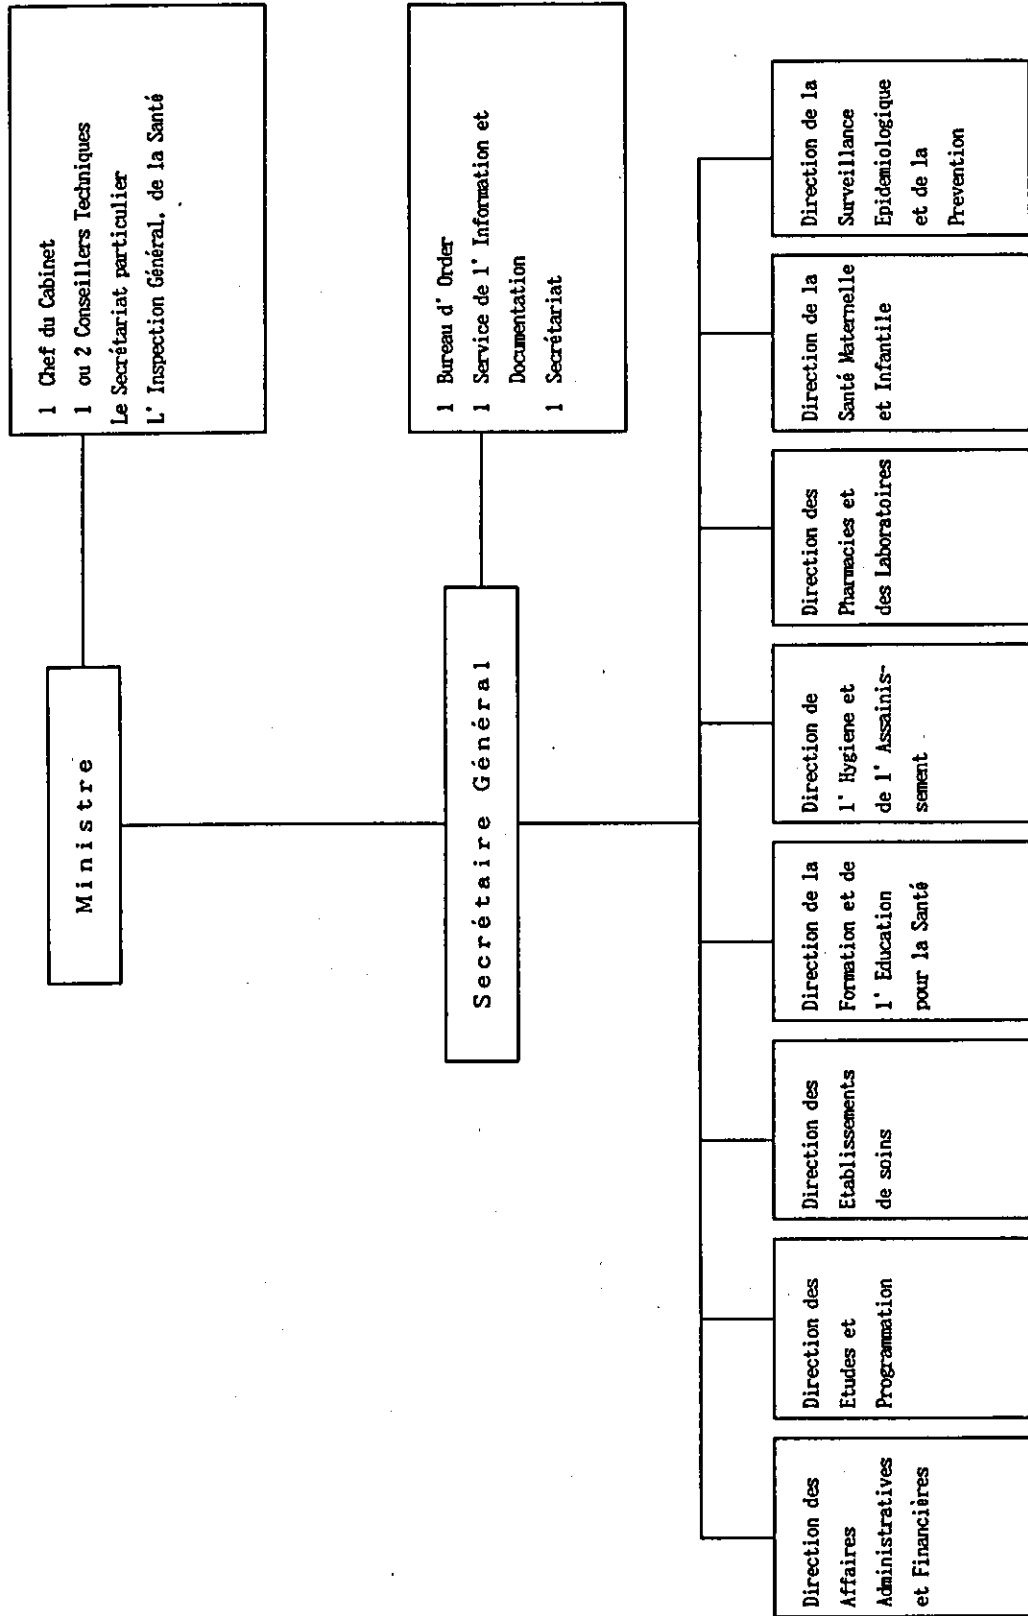 Ministre
1 Chef du Cabinet
1 ou 2 Conseillers Techniques
Le Secrétariat particulier
L' Inspection Général. de la Santé
Secrétaire Général
1 Bureau d' Order
1 Service de l' Information et
Documentation
1 Secrétariat
Direction des
Affaires
Administratives
et Financières
Direction des
Etudes et
Programmation
Direction des
Etablissements
de soins
Direction de la
Formation et de
l' Education
pour la Santé
Direction de
l' Hygiene et
de l' Assainis-
sement
Direction des
Pharmacies et
des Laboratoires
Direction de la
Santé Maternelle
et Infantile
Direction de la
Surveillance
Epidemiologique
et de la
Prevention